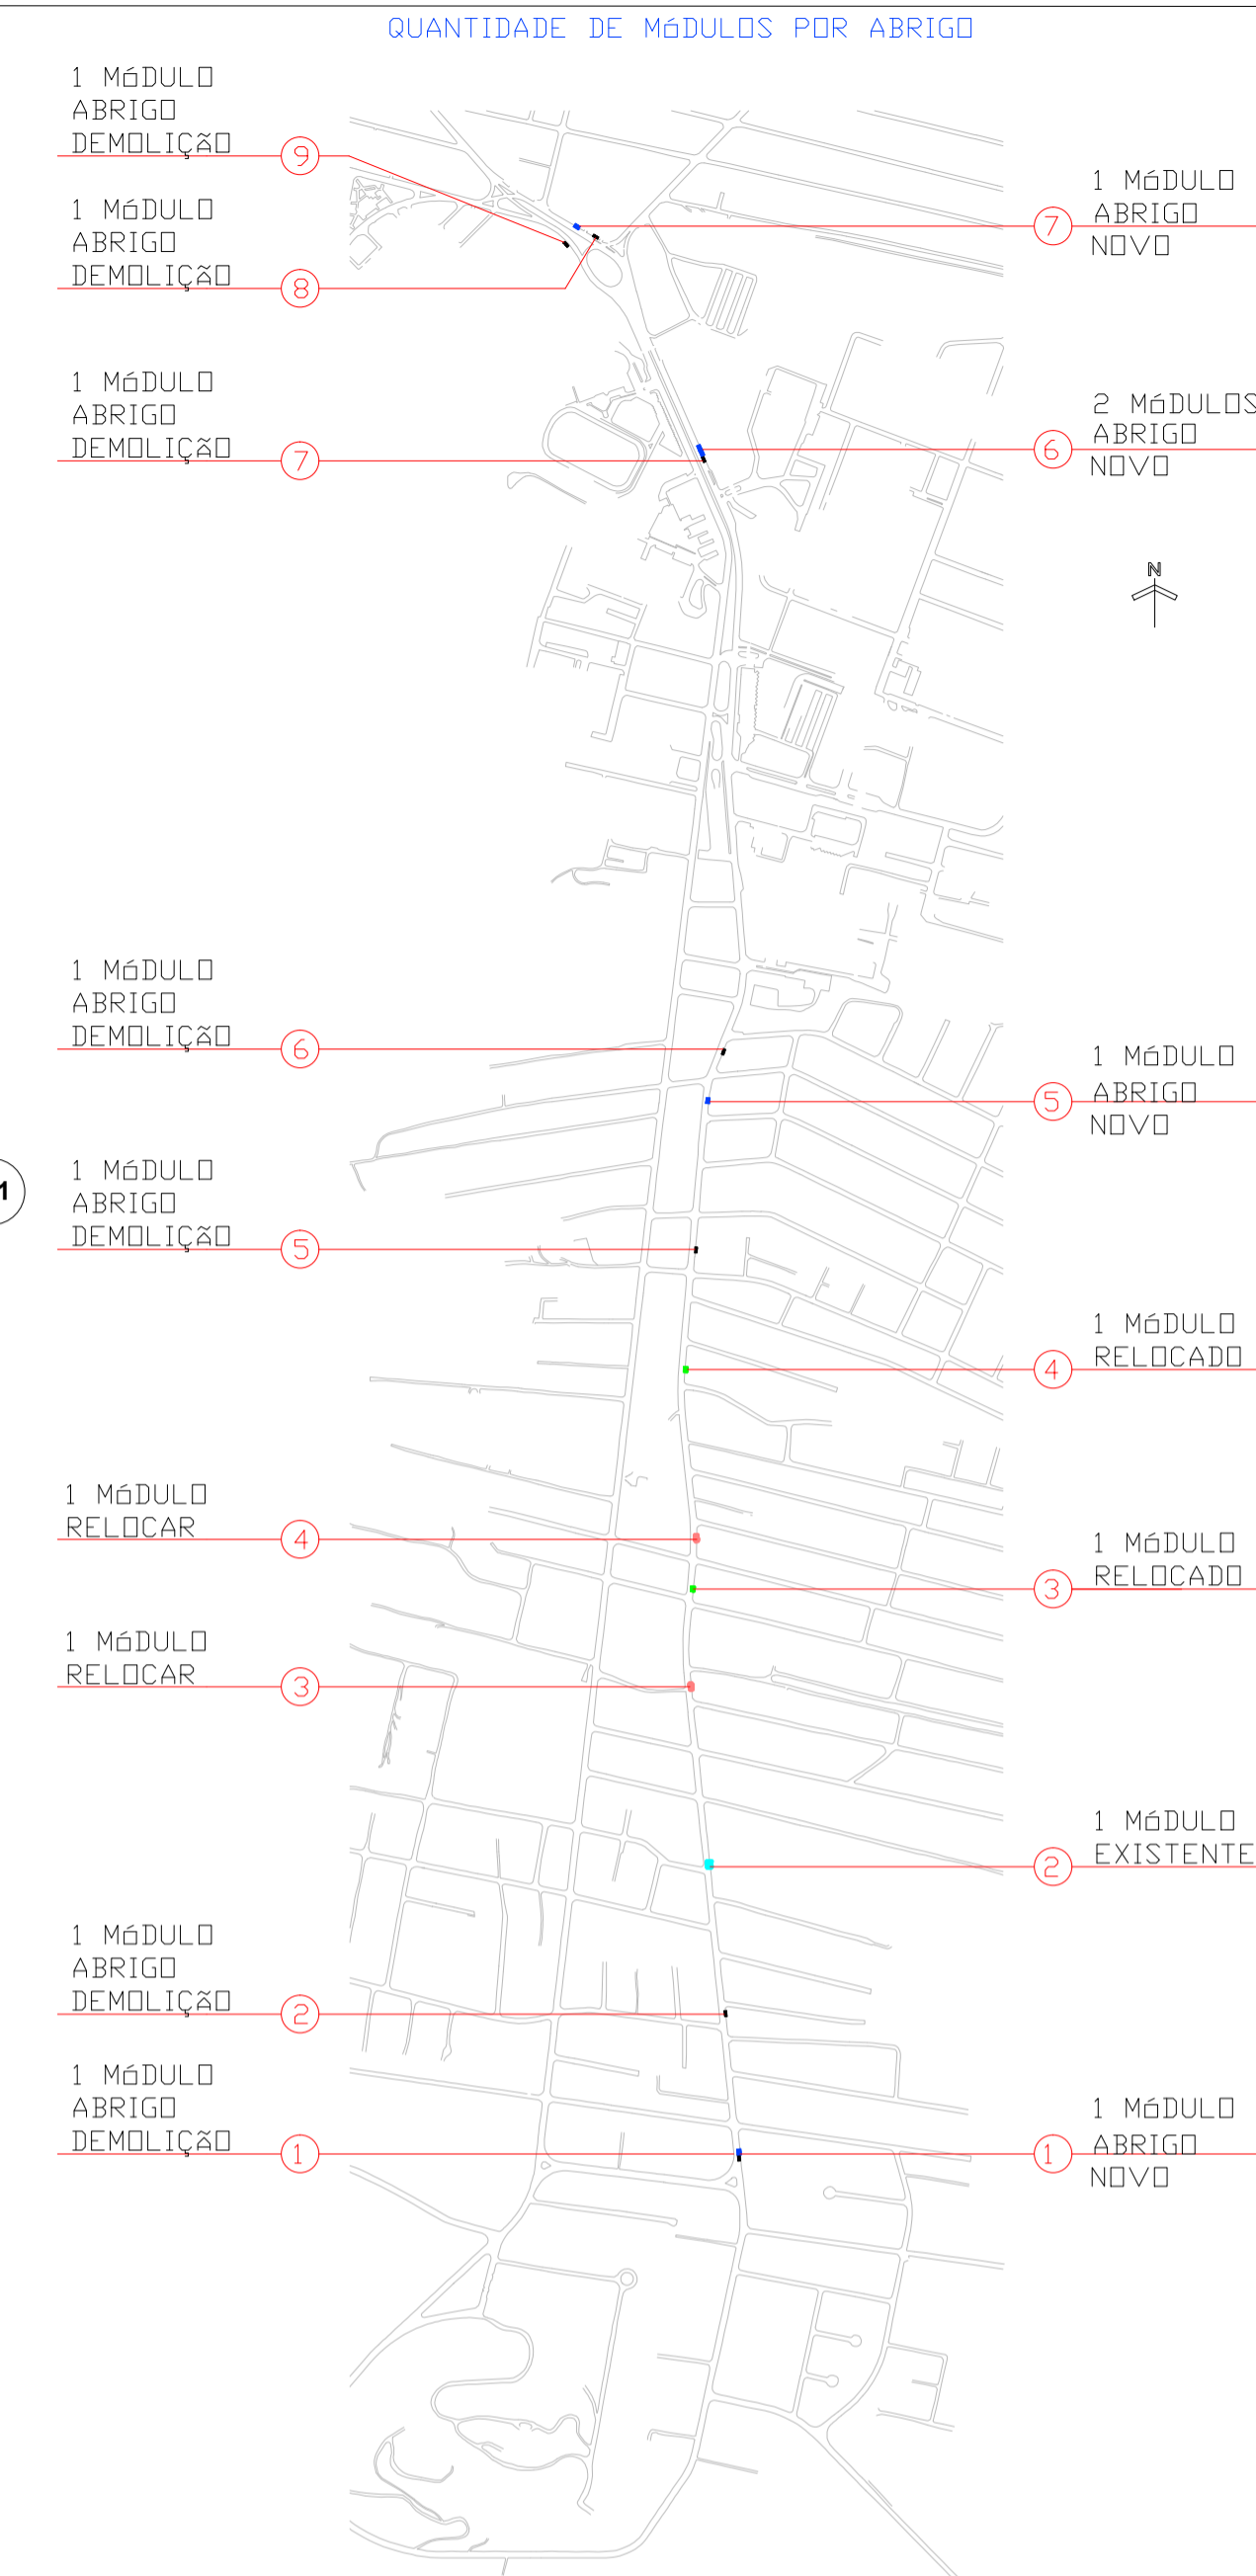 QUANTIDADE DE MóDULOS POR ABRIGO
1 MóDULO
ABRIGO
DEMOLIÇÃO
9
1 MóDULO
ABRIGO
DEMOLIÇÃO
8
1 MóDULO
ABRIGO
NOVO
7
1 MóDULO
ABRIGO
DEMOLIÇÃO
7
2 MóDULOS
ABRIGO
NOVO
6
N
1 MóDULO
ABRIGO
DEMOLIÇÃO
6
1 MóDULO
ABRIGO
NOVO
5
1
1 MóDULO
ABRIGO
DEMOLIÇÃO
5
1 MóDULO
RELOCADO
4
1 MóDULO
RELOCAR
4
1 MóDULO
RELOCADO
3
1 MóDULO
RELOCAR
3
1 MóDULO
EXISTENTE
2
1 MóDULO
ABRIGO
DEMOLIÇÃO
2
1 MóDULO
ABRIGO
DEMOLIÇÃO
1
1 MóDULO
ABRIGO
NOVO
1